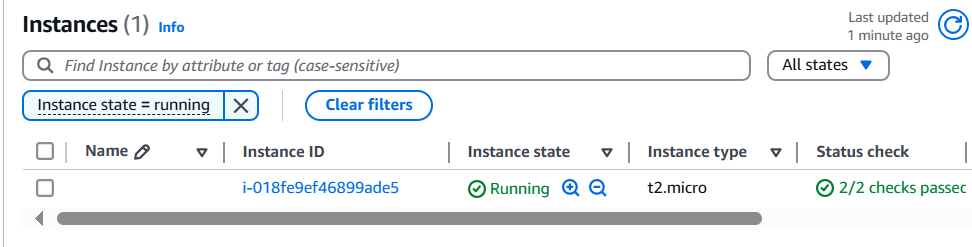 Instances (1) Info
Last updated
1 minute ago
Find Instance by attribute or tag (case-sensitive)
All states
Instance state = running
Clear filters
Name Instance ID Instance state Instance type Status check
i-018fe9ef46899ade5 Running t2.micro 2/2 checks passec